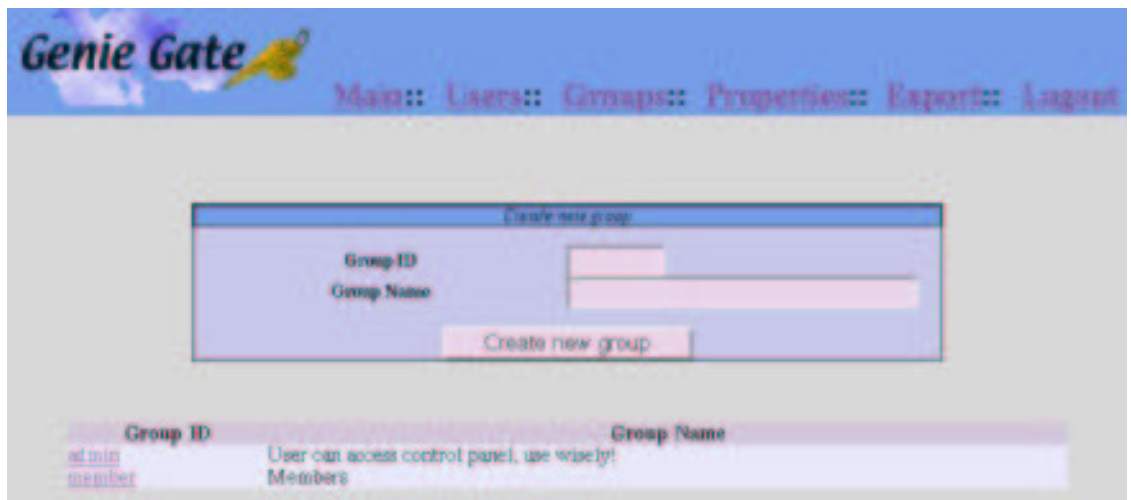 Genie Gate
Main:: Users:: Groups:: Properties:: Export:: Logout
Create new group
Group ID
Group Name
Create new group
Group ID Group Name
admin User can access control panel, use wisely!
member Members